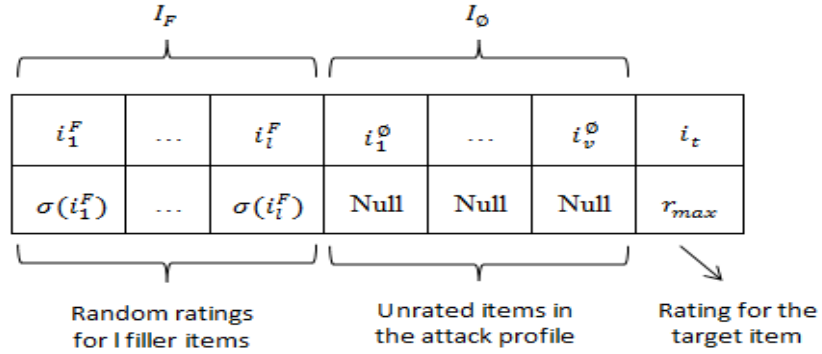 I_F I_∅
i_1^F ... i_l^F i_1^∅ ... i_v^∅ i_t
σ(i_1^F) ... σ(i_l^F) Null Null Null r_max
Random ratings Unrated items in Rating for the
for l filler items the attack profile target item